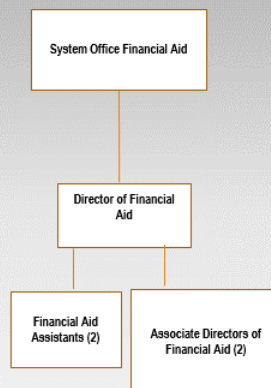 System Office Financial Aid
Director of Financial
Aid
Financial Aid
Assistants (2)
Associate Directors of
Financial Aid (2)